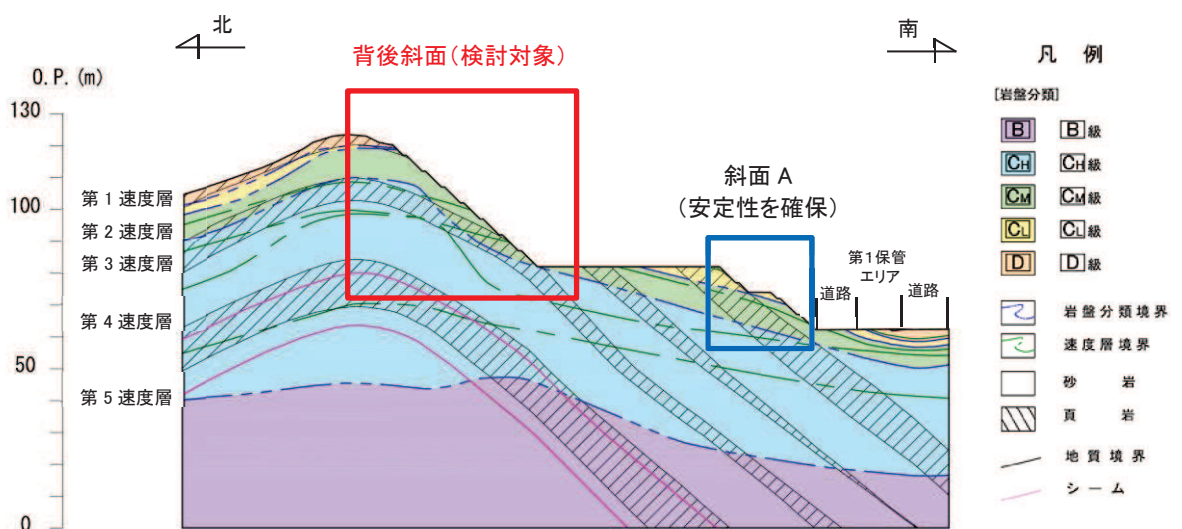 北
南
背後斜面(検討対象)
O.P.(m)
130
100
50
0
第1速度層
第2速度層
第3速度層
第4速度層
第5速度層
斜面A
(安定性を確保)
第1保管
エリア
道路
道路
凡 例
[岩盤分類]
B B級
CH CH級
CM CM級
CL CL級
D D級
岩盤分類境界
速度層境界
砂 岩
頁 岩
地質境界
シーム